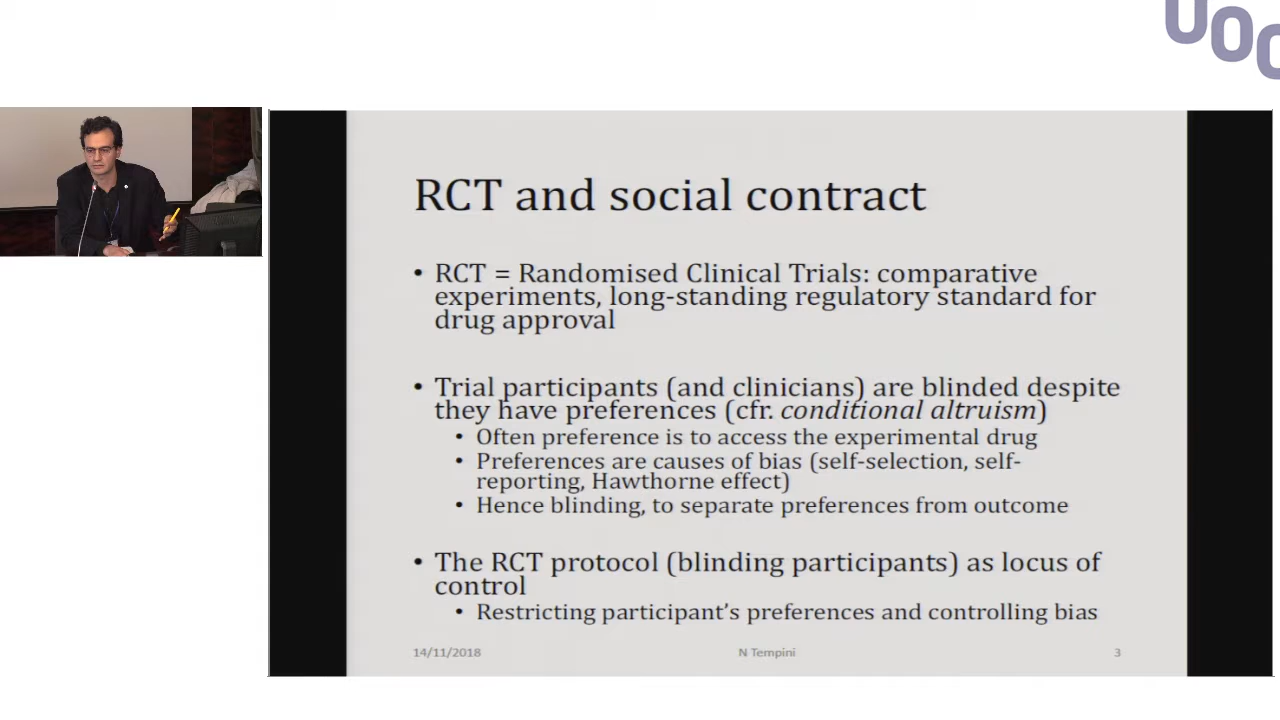 UOC
RCT and social contract
• RCT = Randomised Clinical Trials: comparative
experiments, long-standing regulatory standard for
drug approval
• Trial participants (and clinicians) are blinded despite
they have preferences (cfr. conditional altruism)
• Often preference is to access the experimental drug
• Preferences are causes of bias (self-selection, self-
reporting, Hawthorne effect)
• Hence blinding, to separate preferences from outcome
• The RCT protocol (blinding participants) as locus of
control
• Restricting participant's preferences and controlling bias
14/11/2018
N Tempini
3